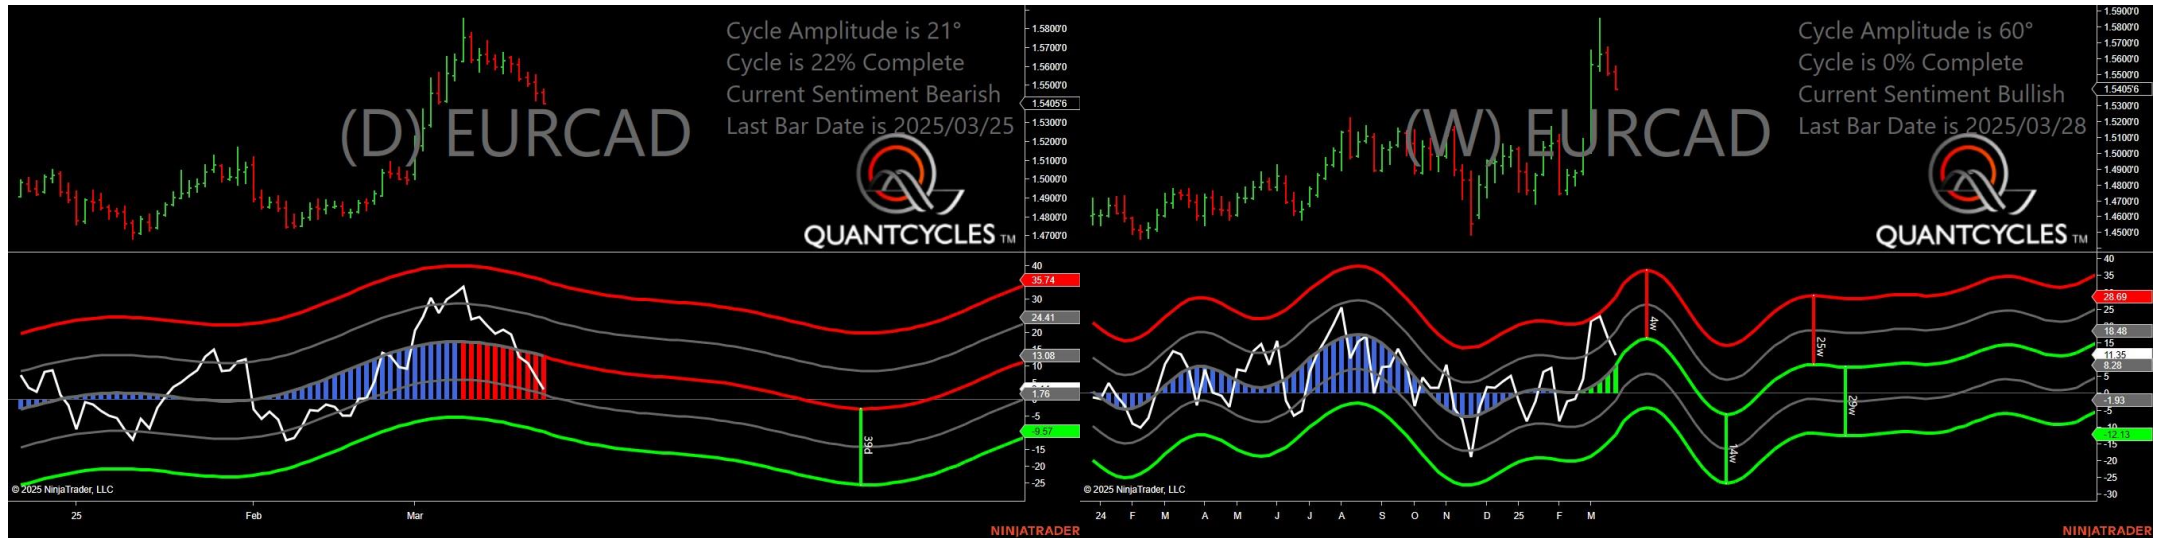 Cycle Amplitude is 21°
Cycle is 22% Complete
Current Sentiment Bearish
Last Bar Date is 2025/03/25
(D) EURCAD
QUANTCYCLES TM
1.5800'0
1.5700'0
1.5600'0
1.5500'0
1.5405'6
1.5300'0
1.5200'0
1.5100'0
1.5000'0
1.4900'0
1.4800'0
1.4700'0
40
35.74
30
24.41
20
13.08
1.76
-5
-9.57
-15
-20
-25
39d
© 2025 NinjaTrader, LLC
25
Feb
Mar
NINJATRADER
Cycle Amplitude is 60°
Cycle is 0% Complete
Current Sentiment Bullish
Last Bar Date is 2025/03/28
(W) EURCAD
QUANTCYCLES TM
1.5900'0
1.5800'0
1.5700'0
1.5600'0
1.5500'0
1.5405'6
1.5300'0
1.5200'0
1.5100'0
1.5000'0
1.4900'0
1.4800'0
1.4700'0
1.4600'0
1.4500'0
40
35
28.69
25
18.48
11.35
8.28
5
-1.93
-5
-12.13
-15
-20
-25
-30
4w
14w
25w
29w
© 2025 NinjaTrader, LLC
24
F
M
A
M
J
J
A
S
O
N
D
25
F
M
NINJATRADER